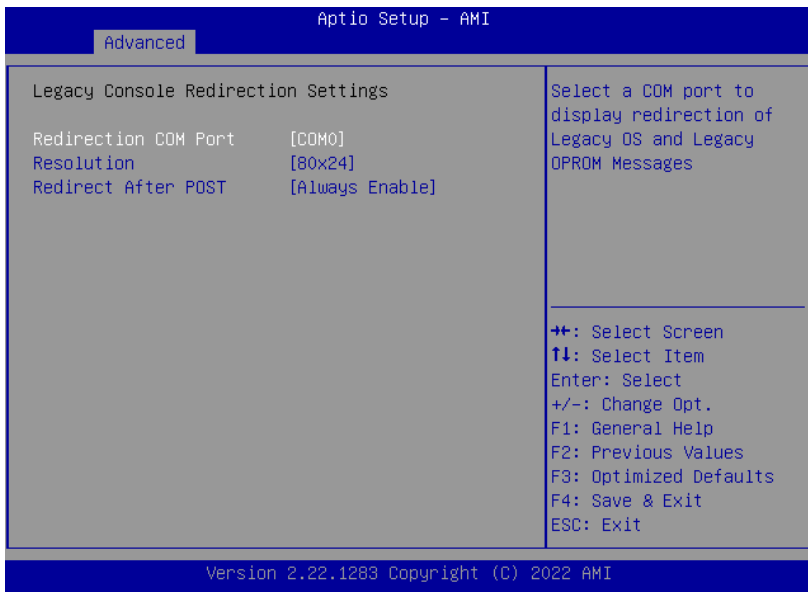 Aptio Setup – AMI
Advanced
Legacy Console Redirection Settings
Redirection COM Port [COM0]
Resolution [80x24]
Redirect After POST [Always Enable]
Select a COM port to
display redirection of
Legacy OS and Legacy
OPROM Messages
→←: Select Screen
↑↓: Select Item
Enter: Select
+/-: Change Opt.
F1: General Help
F2: Previous Values
F3: Optimized Defaults
F4: Save & Exit
ESC: Exit
Version 2.22.1283 Copyright (C) 2022 AMI